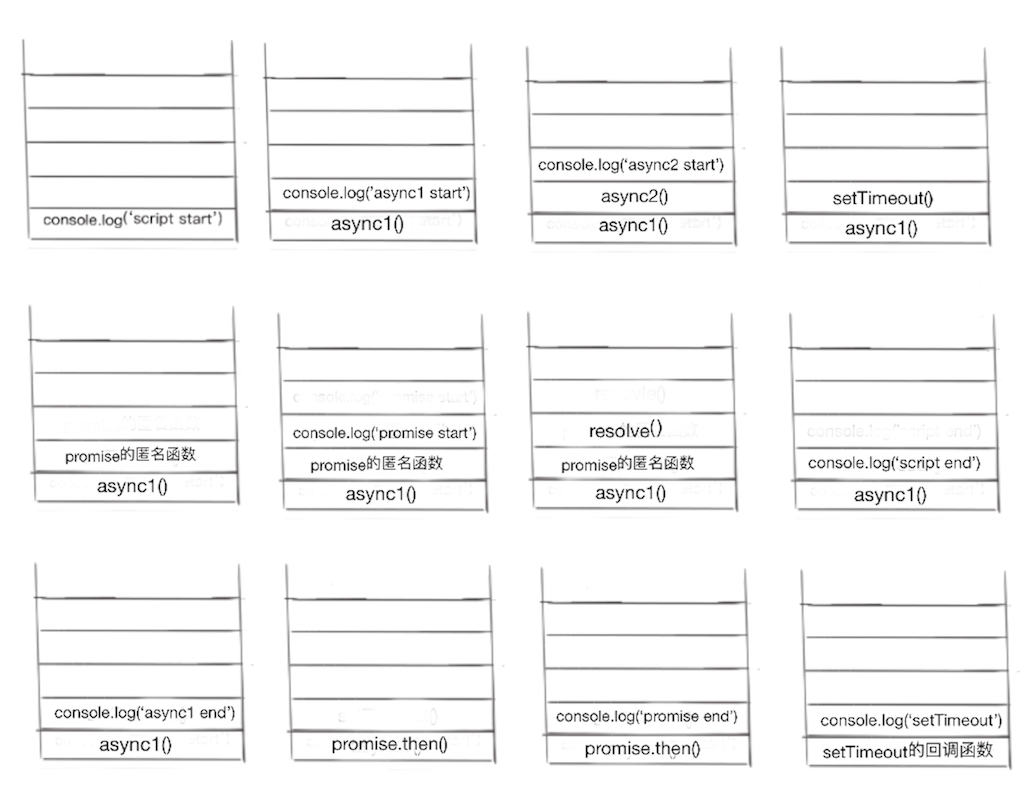 console.log(‘script start’)
console.log(’async1 start’)
async1()
console.log(‘async2 start’)
async2()
async1()
setTimeout()
async1()
promise的匿名函数
async1()
console.log(‘promise start’)
promise的匿名函数
async1()
resolve()
promise的匿名函数
async1()
console.log(‘script end’)
async1()
console.log(‘async1 end’)
async1()
promise.then()
console.log(‘promise end’)
promise.then()
console.log(‘setTimeout’)
setTimeout的回调函数